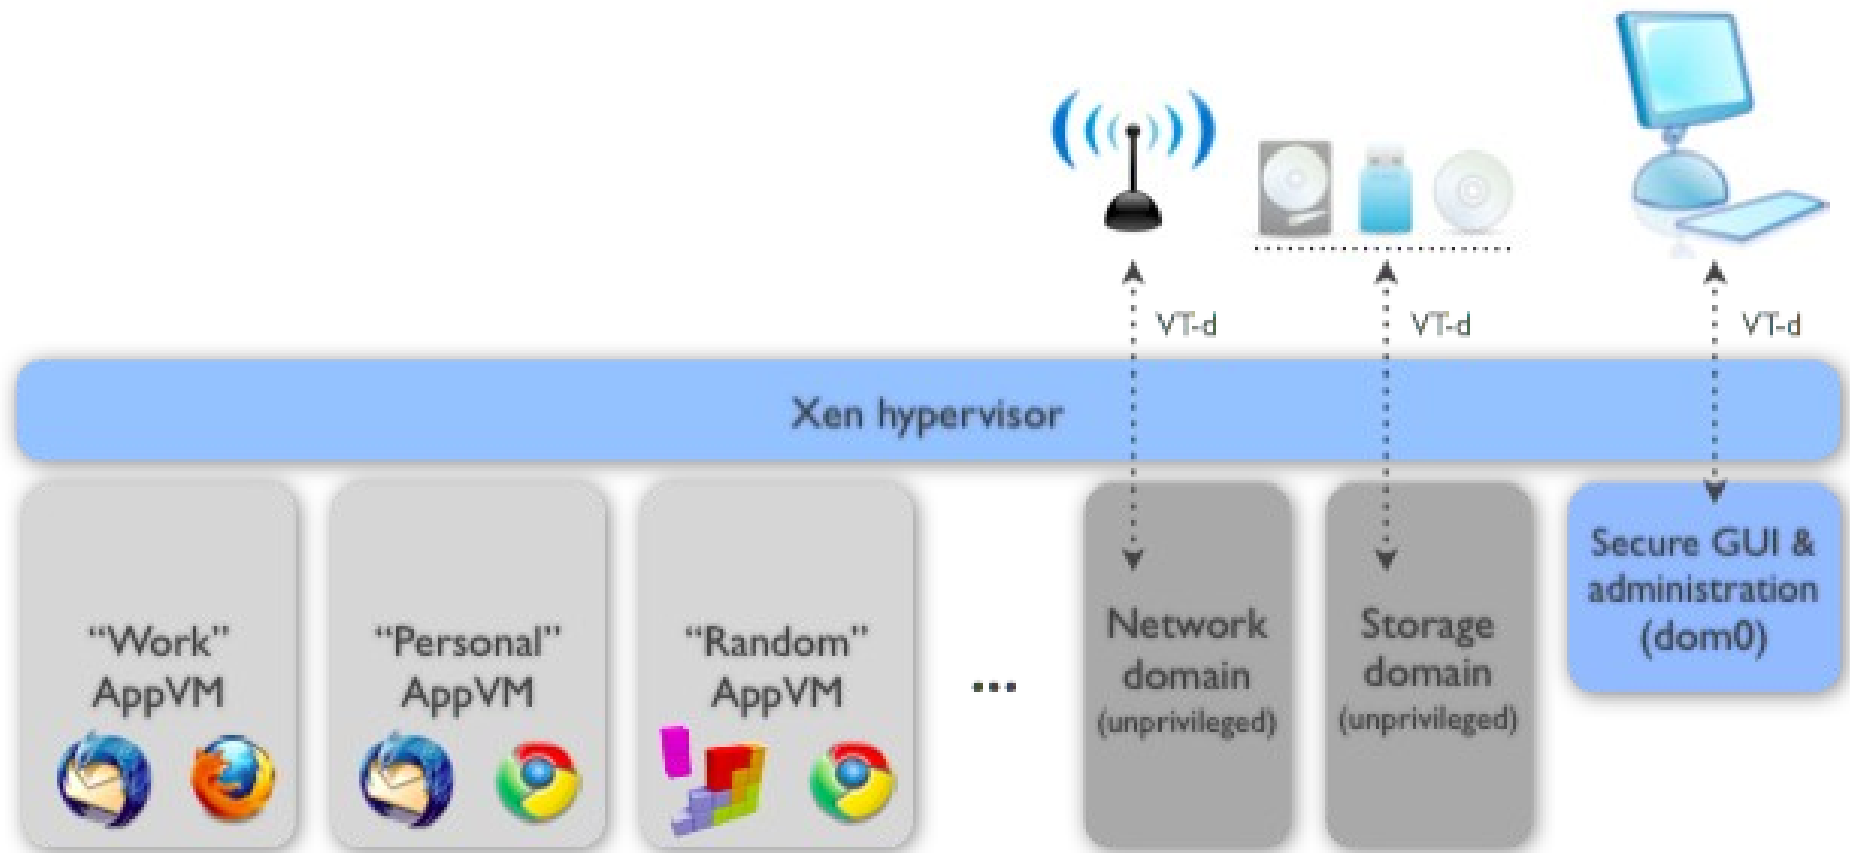 VT-d
VT-d
VT-d
Xen hypervisor
“Work”
AppVM
“Personal”
AppVM
“Random”
AppVM
...
Network
domain
(unprivileged)
Storage
domain
(unprivileged)
Secure GUI &
administration
(dom0)